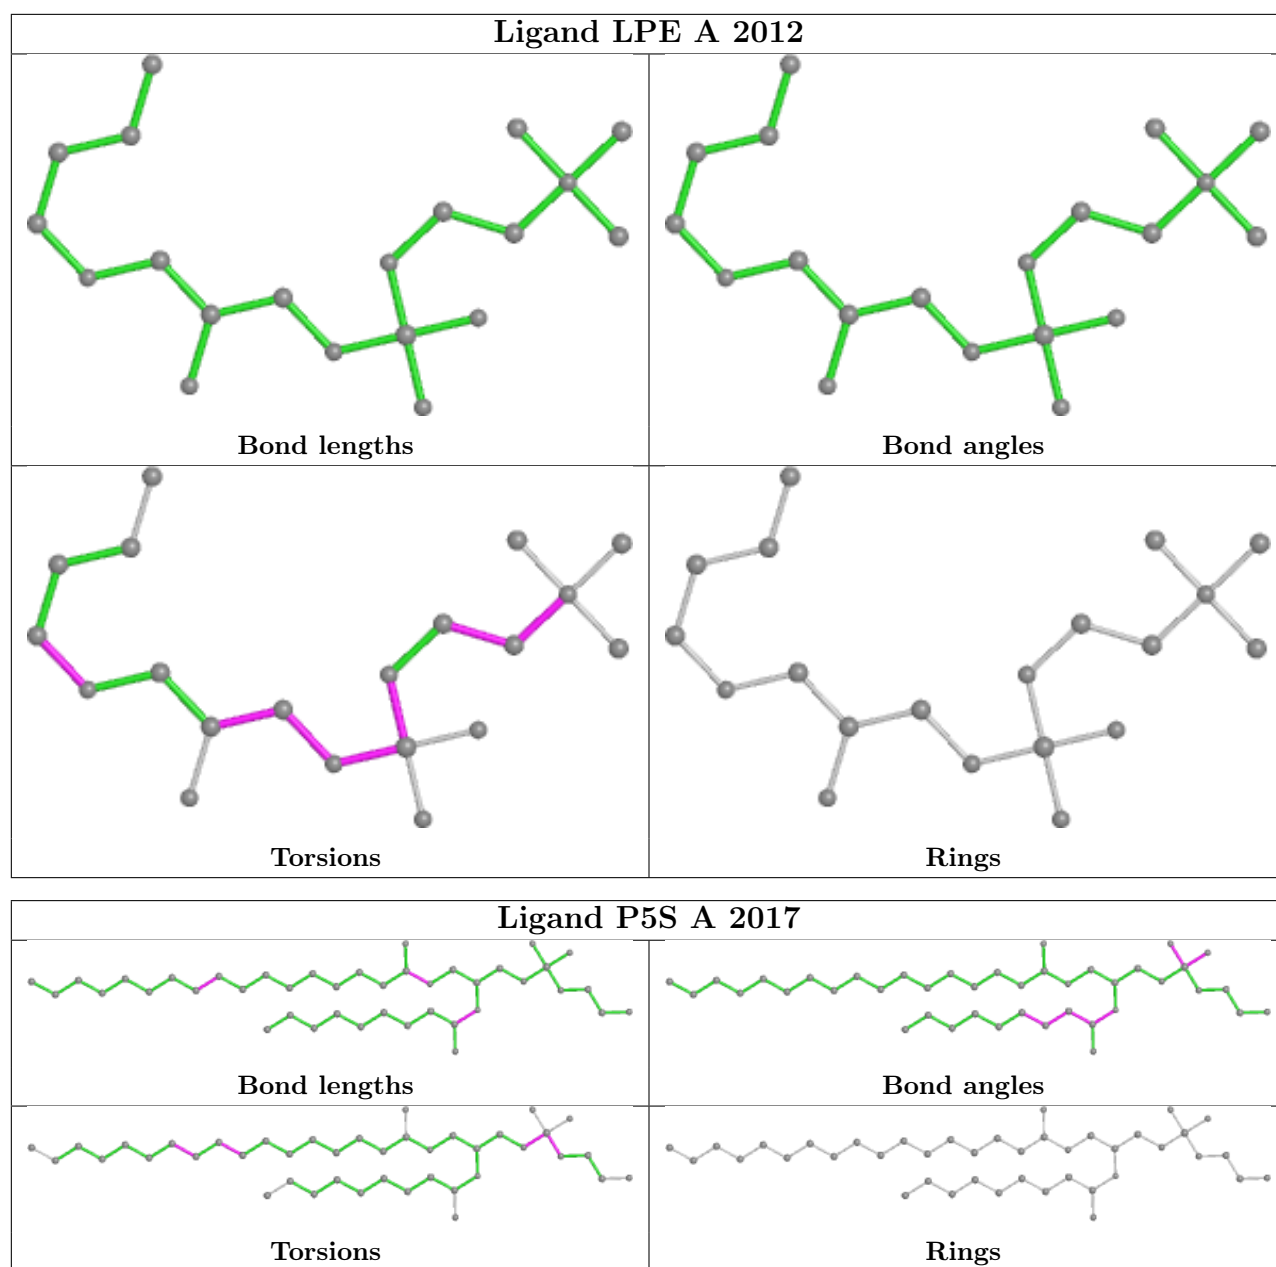 Ligand LPE A 2012
Bond lengths
Bond angles
Torsions
Rings
Ligand P5S A 2017
Bond lengths
Bond angles
Torsions
Rings